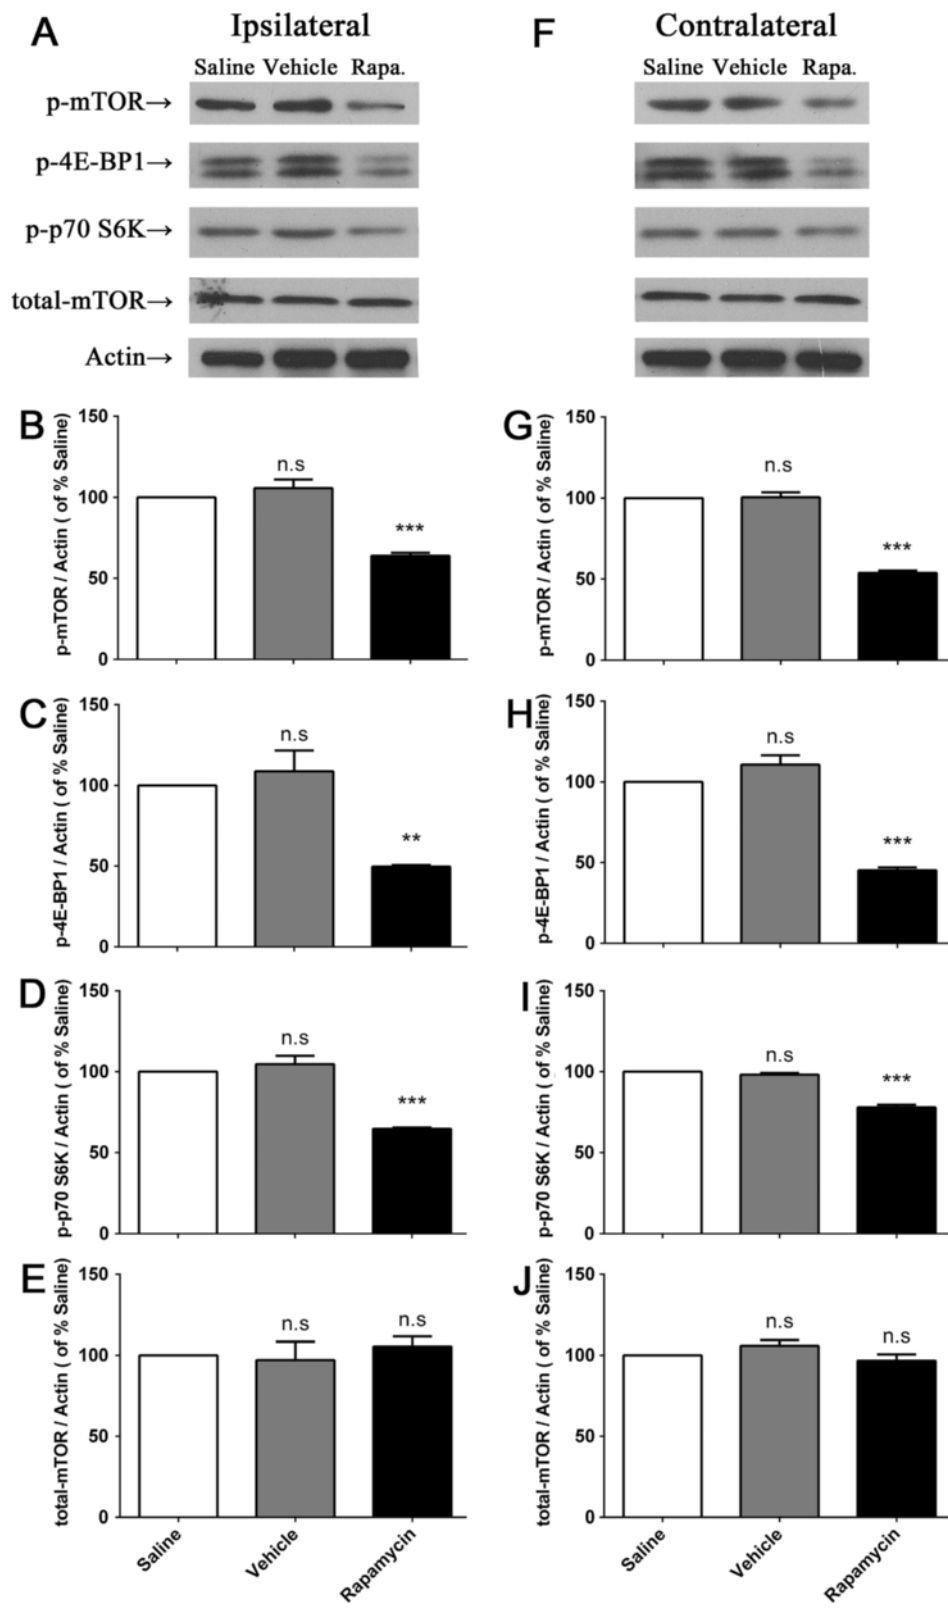 A Ipsilateral
Saline Vehicle Rapa.
p-mTOR→
p-4E-BP1→
p-p70 S6K→
total-mTOR→
Actin→
F Contralateral
Saline Vehicle Rapa.
B
p-mTOR / Actin ( of % Saline)
150
100
50
0
n.s
***
G
p-mTOR / Actin ( of % Saline)
150
100
50
0
n.s
***
C
p-4E-BP1 / Actin ( of % Saline)
150
100
50
0
n.s
**
H
p-4E-BP1 / Actin ( of % Saline)
150
100
50
0
n.s
***
D
p-p70 S6K / Actin ( of % Saline)
150
100
50
0
n.s
***
I
p-p70 S6K / Actin ( of % Saline)
150
100
50
0
n.s
***
E
total-mTOR / Actin ( of % Saline)
150
100
50
0
n.s
n.s
Saline
Vehicle
Rapamycin
J
total-mTOR / Actin ( of % Saline)
150
100
50
0
n.s
n.s
Saline
Vehicle
Rapamycin